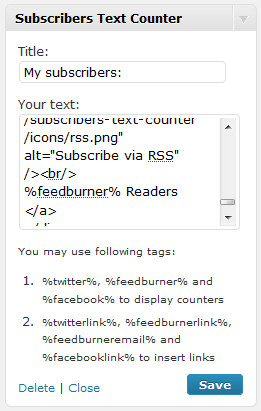 Subscribers Text Counter
Title:
My subscribers:
Your text:
/subscribers-text-counter
/icons/rss.png"
alt="Subscribe via RSS"
/><br/>
%feedburner% Readers
</a>
You may use following tags:
1. %twitter%, %feedburner% and
%facebook% to display counters
2. %twitterlink%, %feedburnerlink%,
%feedburneremail% and
%facebooklink% to insert links
Delete | Close
Save